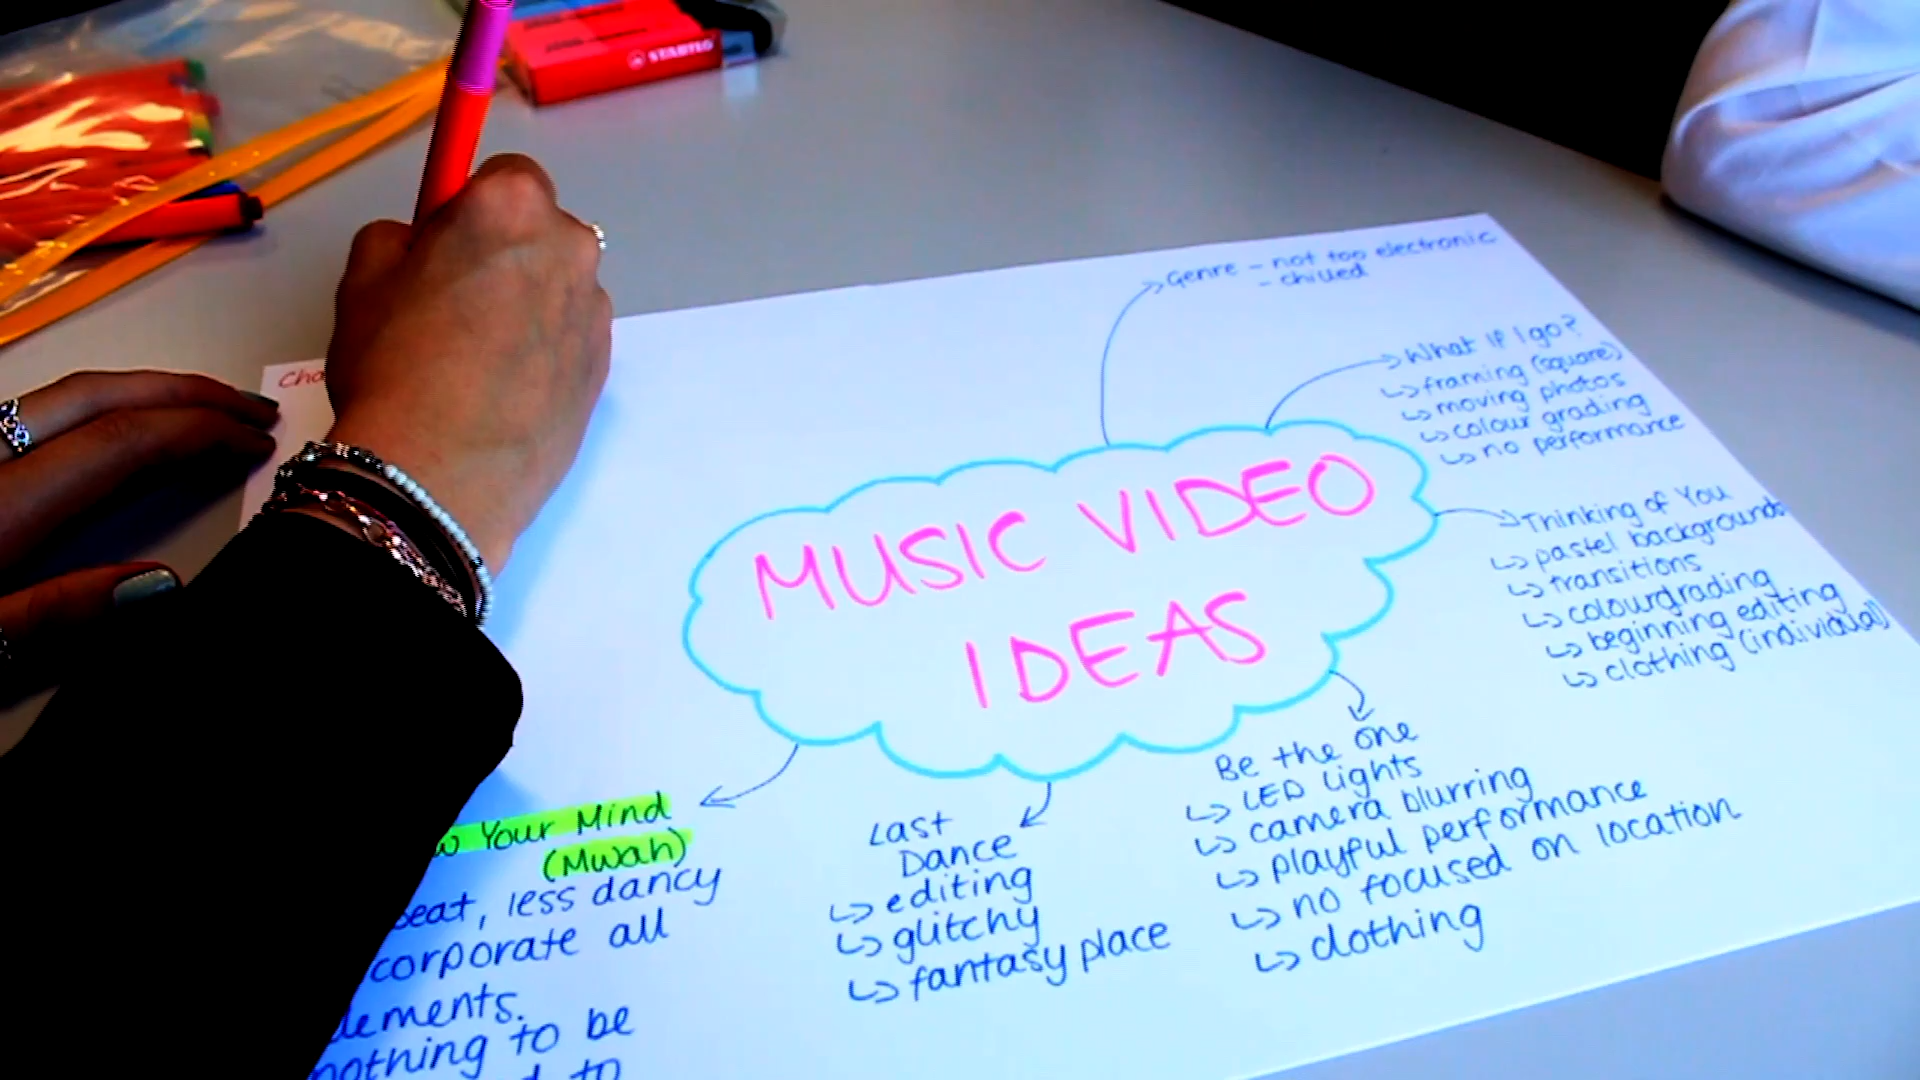 STABILO
Genre - not too electronic
- chilled
What If I go?
↳ framing (square)
↳ moving photos
↳ colour grading
↳ no performance
MUSIC VIDEO
IDEAS
Thinking of You
↳ pastel backgrounds
↳ transitions
↳ colourgrading
↳ beginning editing
↳ clothing (individual)
Be the one
↳ LED Lights
↳ camera blurring
↳ playful performance
↳ no focused on location
↳ clothing
Last
Dance
↳ editing
↳ glitchy
↳ fantasy place
Your Mind
(Mwah)
, less dancy
corporate all
nothing to be
to